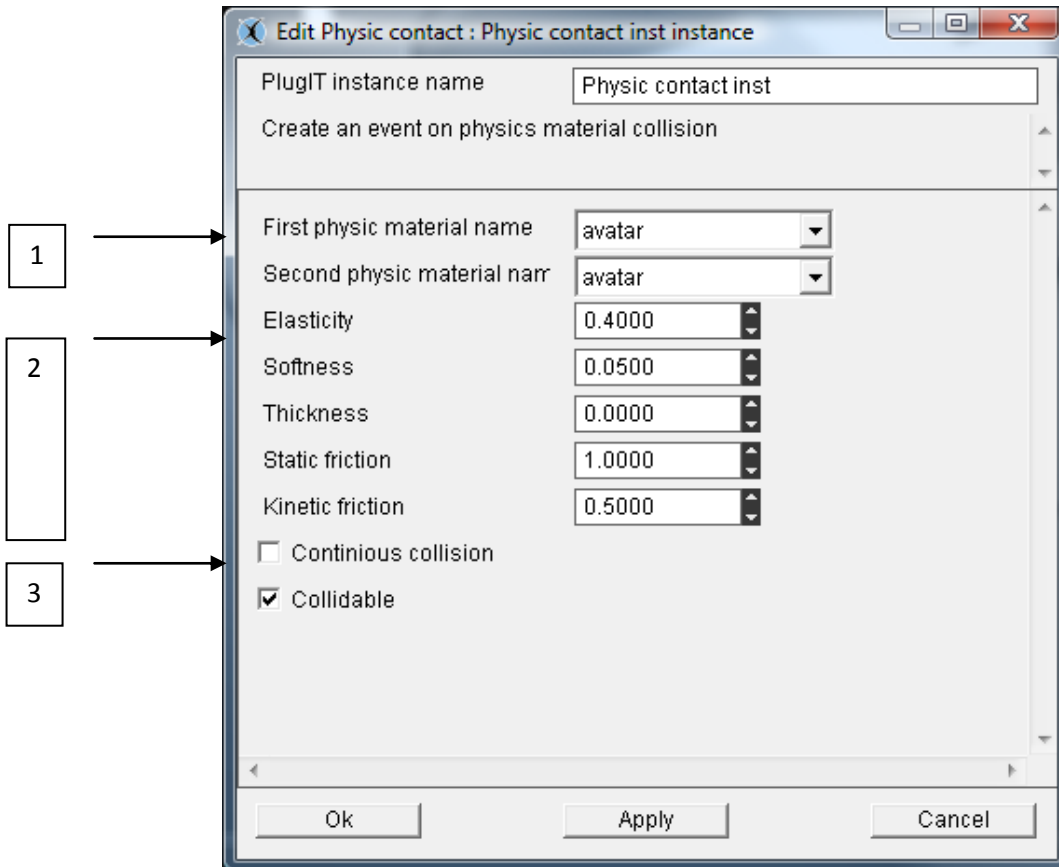 Edit Physic contact : Physic contact inst instance
PlugIT instance name Physic contact inst
Create an event on physics material collision
1 First physic material name avatar
Second physic material nam avatar
2 Elasticity 0.4000
Softness 0.0500
Thickness 0.0000
Static friction 1.0000
Kinetic friction 0.5000
3 Continious collision
Collidable
Ok Apply Cancel